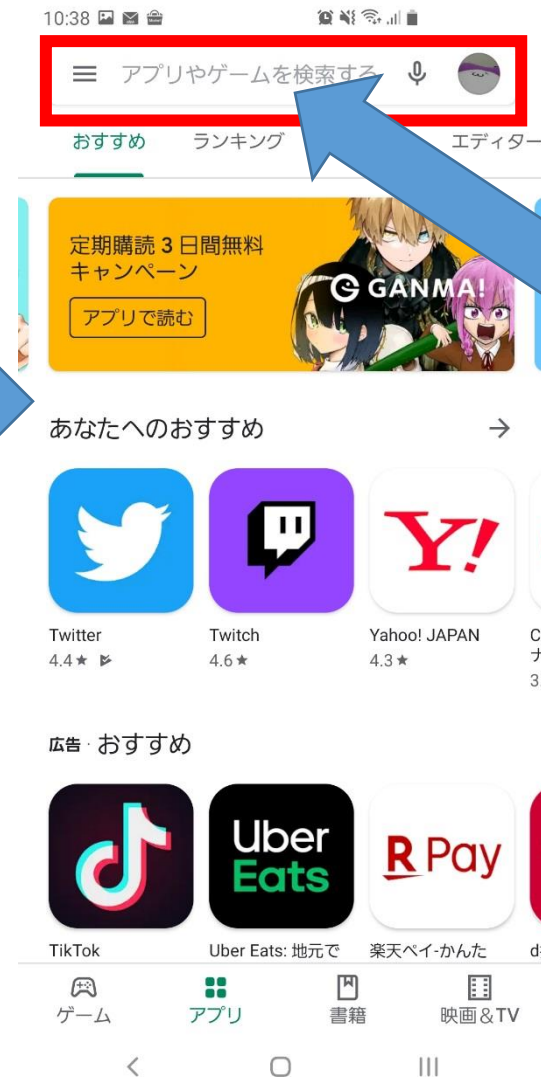 10:38
アプリやゲームを検索する
おすすめ
ランキング
エディター
定期購読 3 日間無料
キャンペーン
アプリで読む
GANMA!
あなたへのおすすめ
Y!
Twitter
Twitch
Yahoo! JAPAN
4.4★
4.6★
4.3★
広告・おすすめ
Uber
Eats
R Pay
TikTok
Uber Eats: 地元で
楽天ペイ-かんた
ゲーム
アプリ
書籍
映画&TV